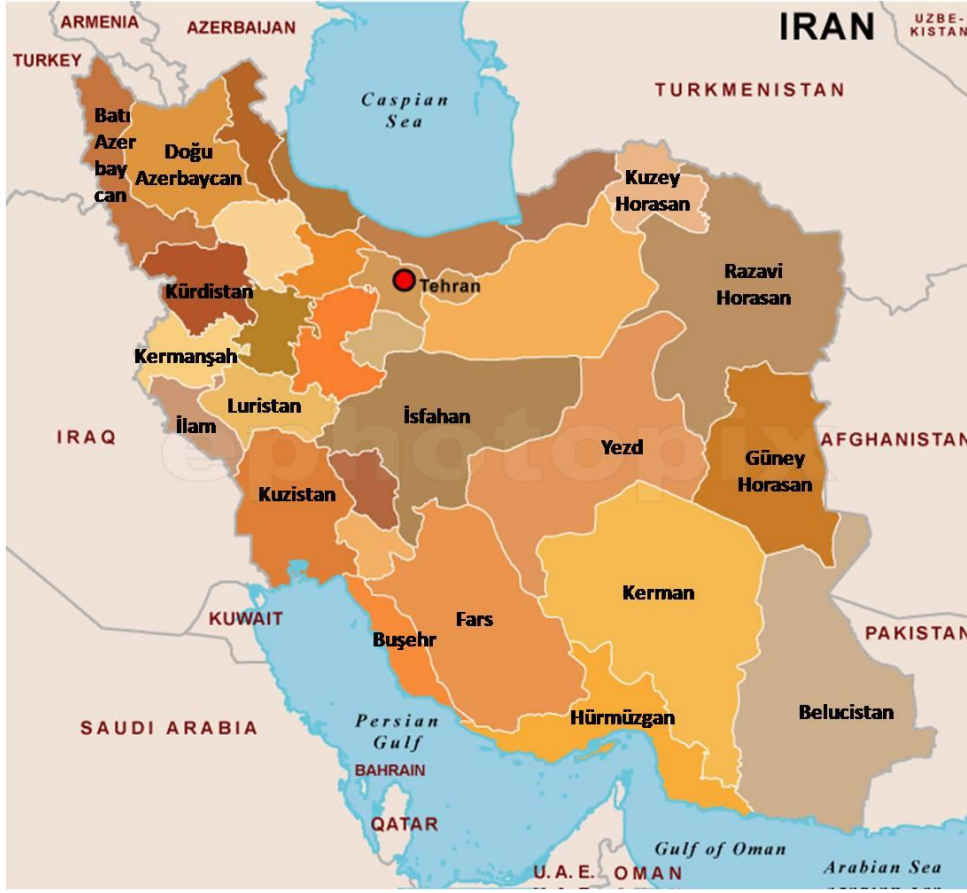 ARMENIA
AZERBAIJAN
IRAN
UZBE-
KISTAN
TURKEY
TURKMENISTAN
Caspian
Sea
Batı
Azer
bay
can
Doğu
Azerbaycan
Kuzey
Horasan
Razavi
Horasan
Tehran
Kürdistan
Kermanşah
Luristan
İlam
İsfahan
IRAQ
ephotopix
Yezd
AFGHANISTAN
Güney
Horasan
Kuzistan
Kerman
Fars
KUWAIT
Buşehr
PAKISTAN
Hürmüzgan
Belucistan
SAUDI ARABIA
Persian
Gulf
BAHRAIN
QATAR
Gulf of Oman
Arabian Sea
U.A.E.
OMAN